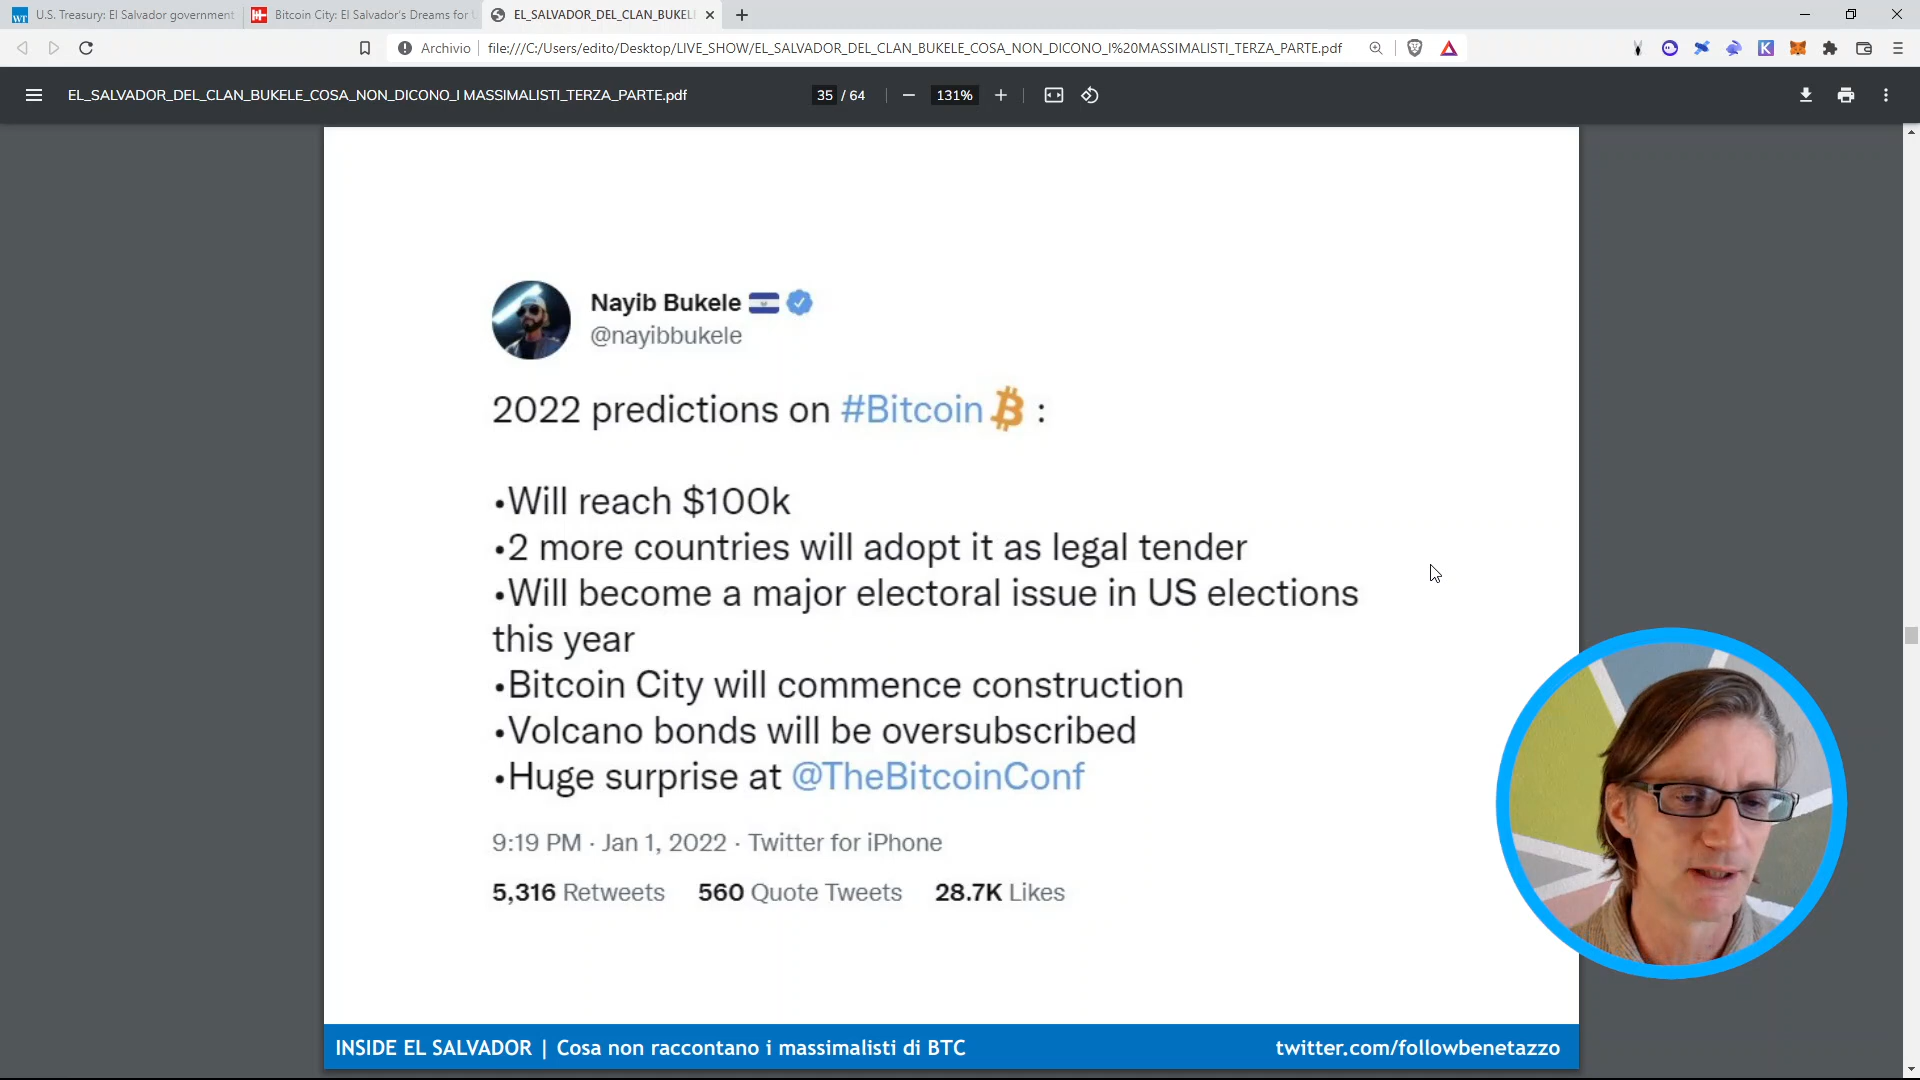 U.S. Treasury: El Salvador government
Bitcoin City: El Salvador's Dreams for
EL_SALVADOR_DEL_CLAN_BUKEL
Archivio
file:///C:/Users/edito/Desktop/LIVE_SHOW/EL_SALVADOR_DEL_CLAN_BUKELE_COSA_NON_DICONO_I%20MASSIMALISTI_TERZA_PARTE.pdf
EL_SALVADOR_DEL_CLAN_BUKELE_COSA_NON_DICONO_I MASSIMALISTI_TERZA_PARTE.pdf
35 / 64
131%
Nayib Bukele
@nayibbukele
2022 predictions on #Bitcoin :
•Will reach $100k
•2 more countries will adopt it as legal tender
•Will become a major electoral issue in US elections
this year
•Bitcoin City will commence construction
•Volcano bonds will be oversubscribed
•Huge surprise at @TheBitcoinConf
9:19 PM · Jan 1, 2022 · Twitter for iPhone
5,316 Retweets 560 Quote Tweets 28.7K Likes
INSIDE EL SALVADOR | Cosa non raccontano i massimalisti di BTC
twitter.com/followbenetazzo